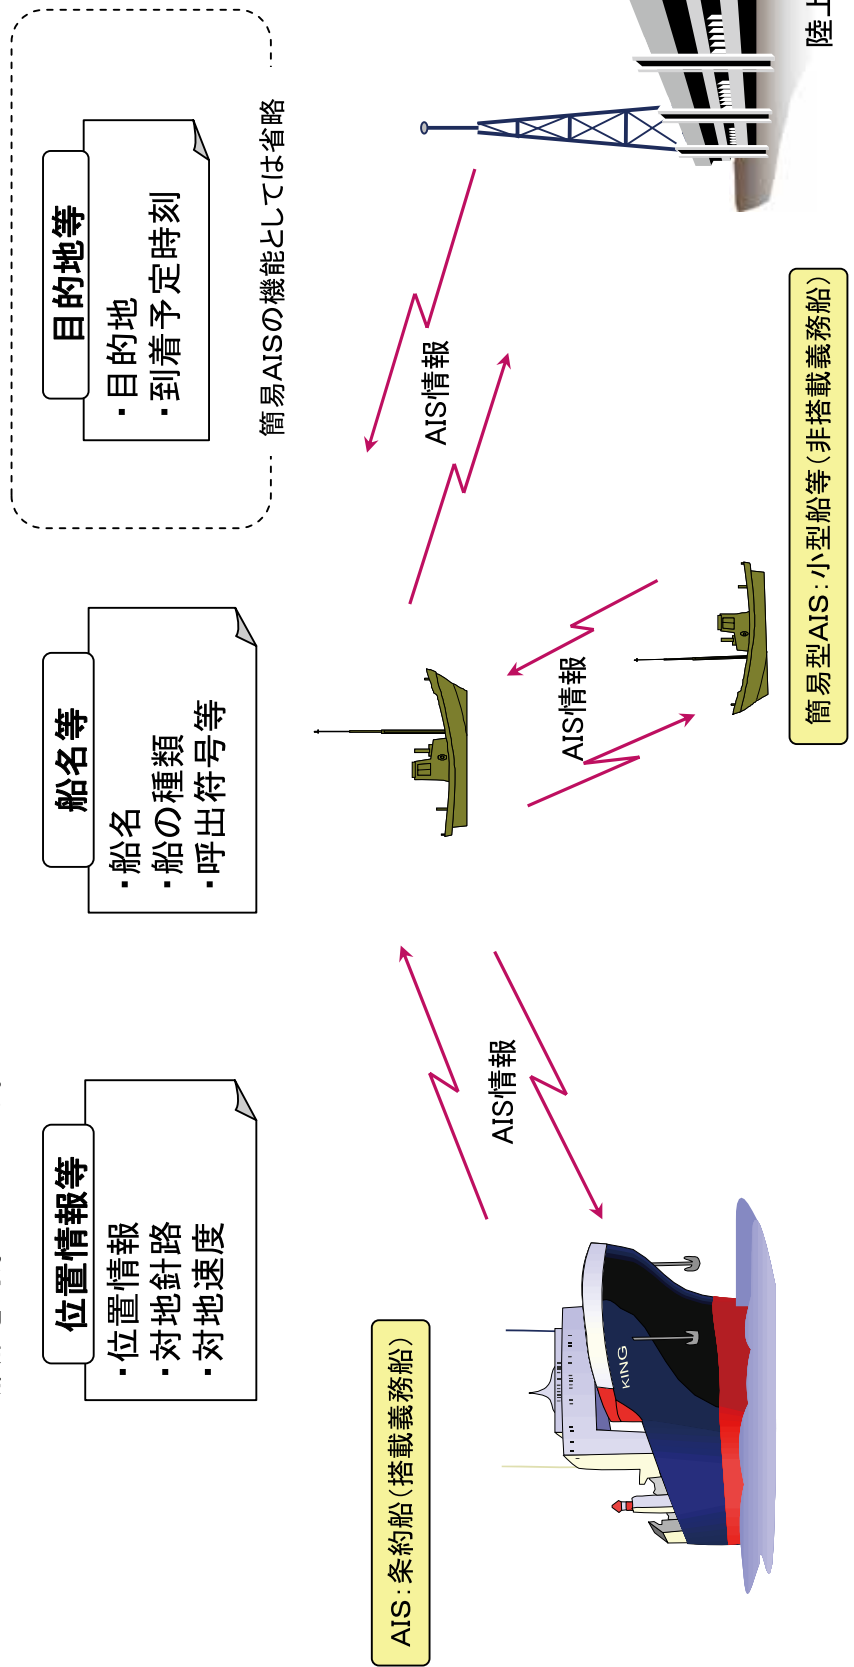 位置情報等
・位置情報
・対地針路
・対地速度
船名等
・船名
・船の種類
・呼出符号等
目的地等
・目的地
・到着予定時刻
簡易AISの機能としては省略
AIS：条約船（搭載義務船）
AIS情報
AIS情報
AIS情報
KING
簡易型AIS：小型船等（非搭載義務船）
陸上